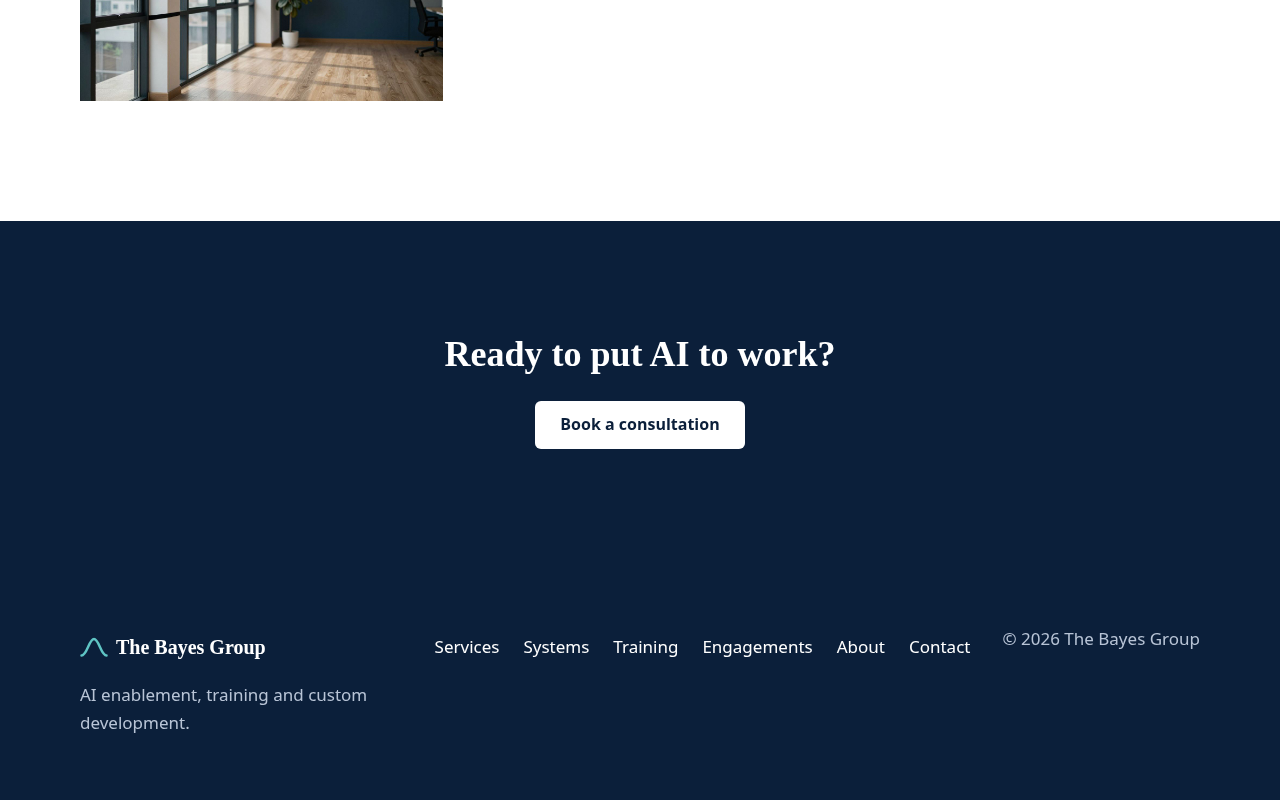 Ready to put AI to work?
Book a consultation
The Bayes Group
Services Systems Training Engagements About Contact
© 2026 The Bayes Group
AI enablement, training and custom
development.